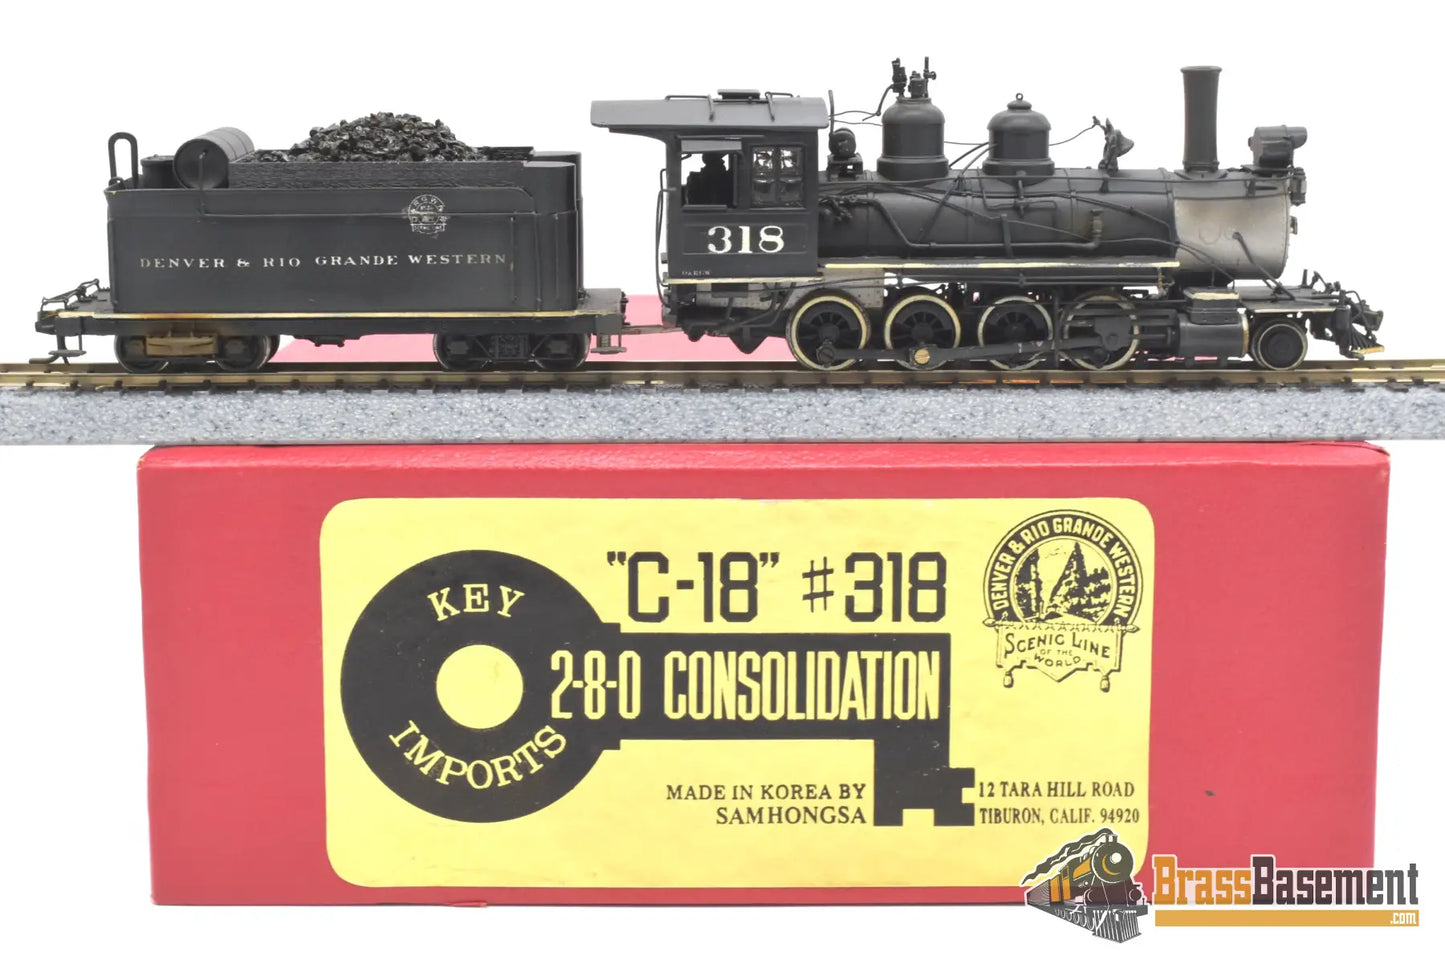 DENVER & RIO GRANDE WESTERN
318
"C-18" #318
KEY
IMPORTS
2-8-0 CONSOLIDATION
DENVER & RIO GRANDE WESTERN
SCENIC LINE
OF THE
WORLD
MADE IN KOREA BY
SAMHONGSA
12 TARA HILL ROAD
TIBURON, CALIF. 94920
BrassBasement
.com